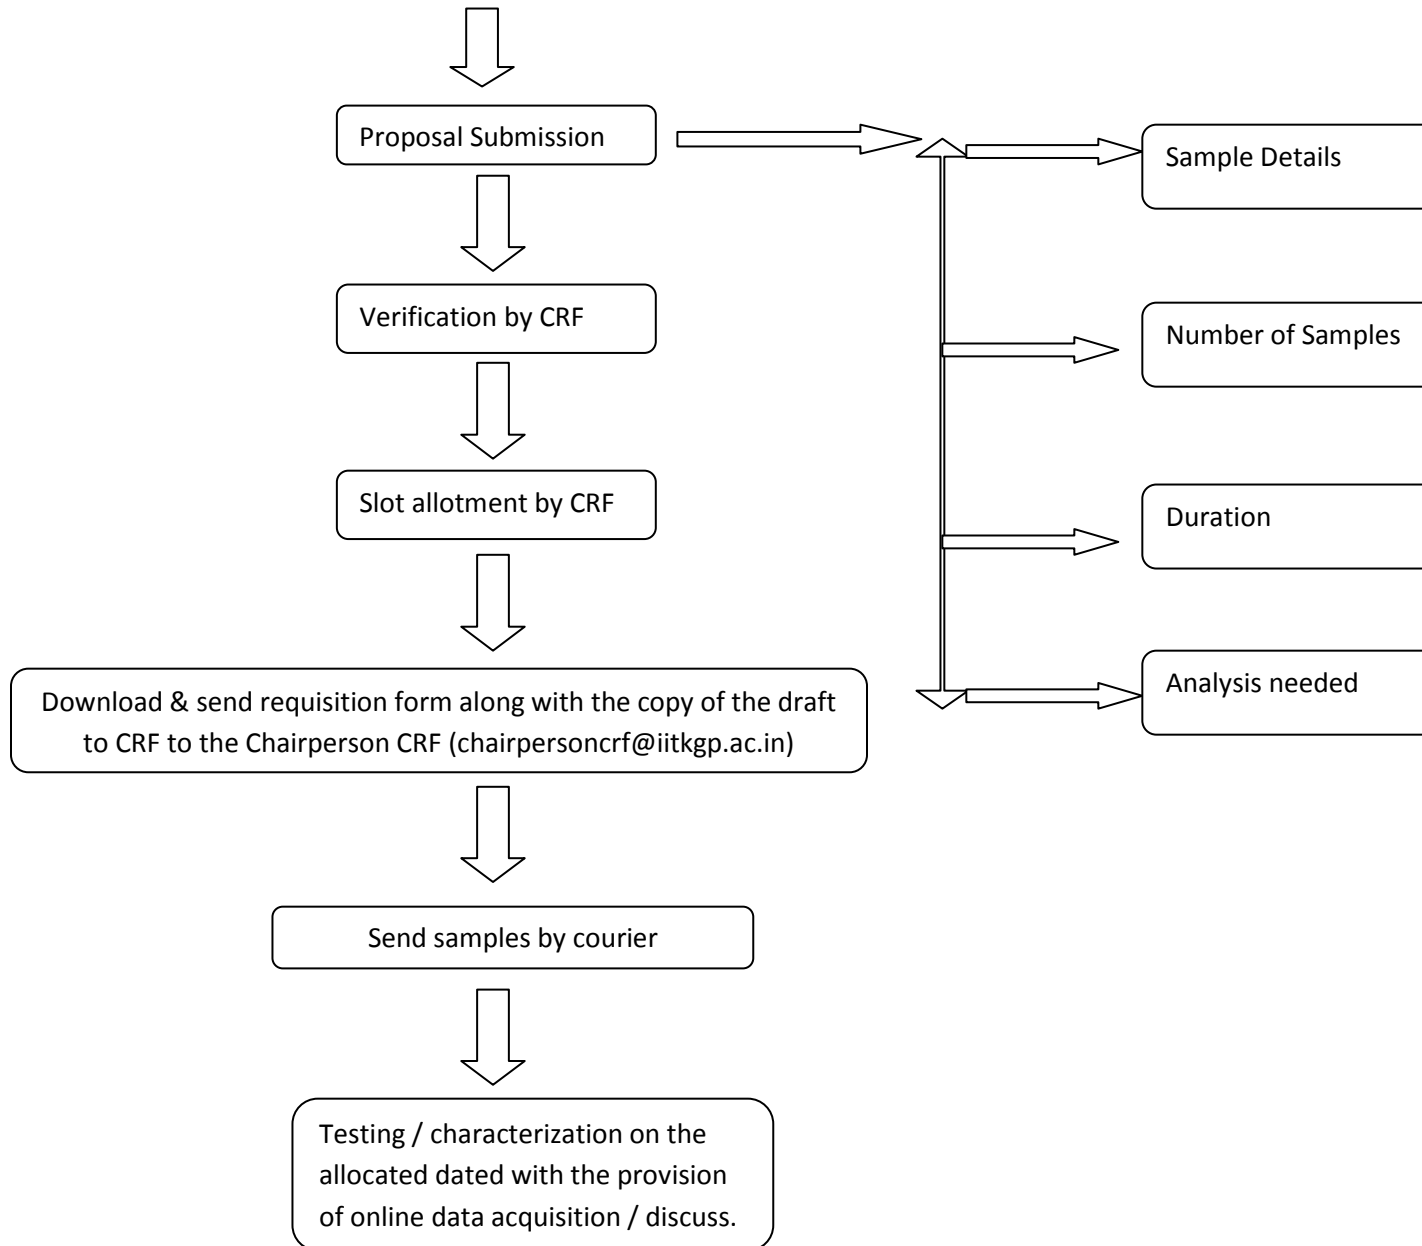 Proposal Submission
Sample Details
Verification by CRF
Number of Samples
Slot allotment by CRF
Duration
Download & send requisition form along with the copy of the draft
to CRF to the Chairperson CRF (chairpersoncrf@iitkgp.ac.in)
Analysis needed
Send samples by courier
Testing / characterization on the
allocated dated with the provision
of online data acquisition / discuss.